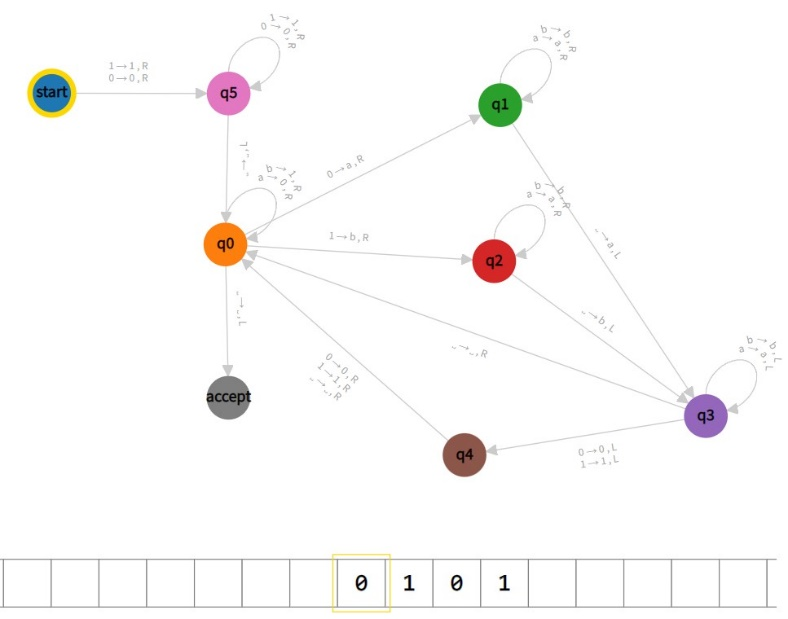 1→1,R
0→0,R
b→b,R
a→a,R
1→1,R
0→0,R
start
q5
q1
_→_,L
b→1,R
a→0,R
0→a,R
b→b,R
a→a,R
_→a,L
q0
1→b,R
q2
_→_,L
_→b,L
_→_,R
b→b,L
a→a,L
0→0,R
1→1,R
_→_,R
accept
q3
q4
0→0,L
1→1,L
0 1 0 1